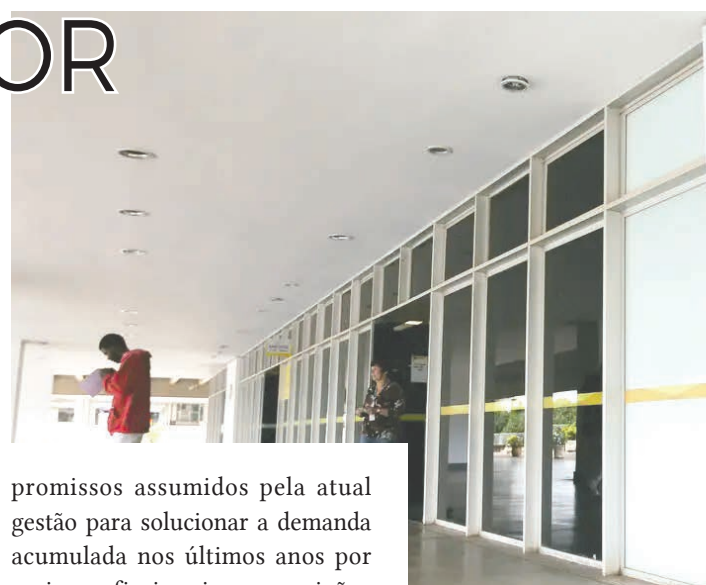 OR
promissos assumidos pela atual
gestão para solucionar a demanda
acumulada nos últimos anos por